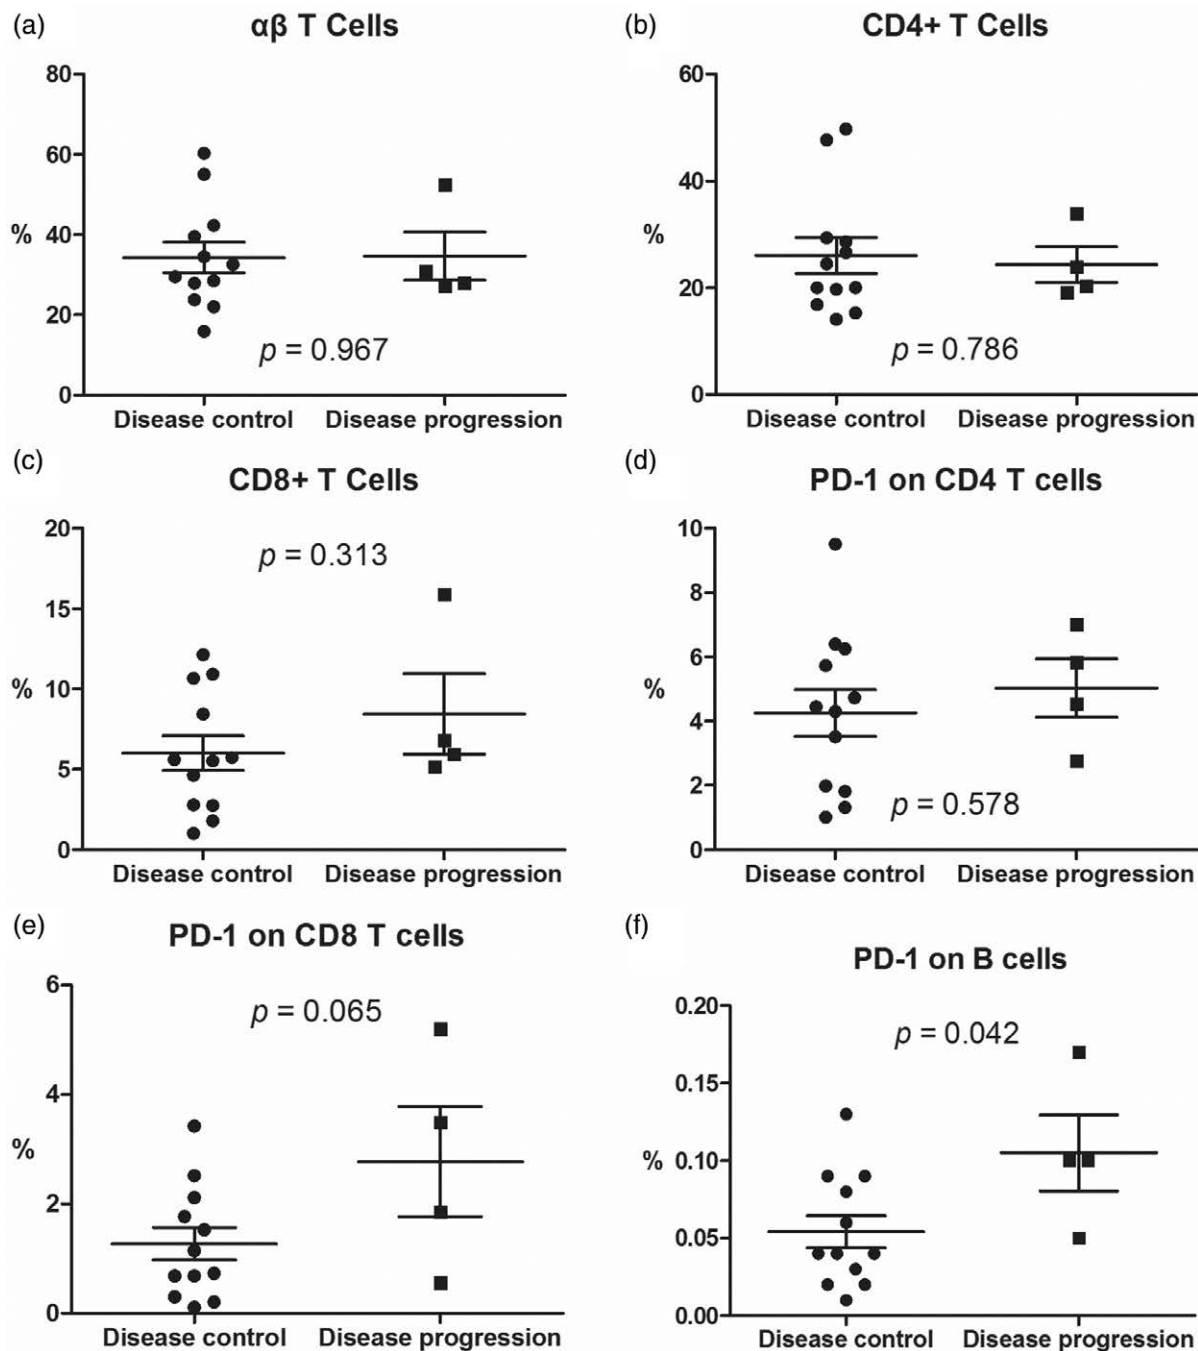 (a)
αβ T Cells
80
60
40
20
0
%
p = 0.967
Disease control Disease progression
(b)
CD4+ T Cells
60
40
20
0
%
p = 0.786
Disease control Disease progression
(c)
CD8+ T Cells
20
15
10
5
0
%
p = 0.313
Disease control Disease progression
(d)
PD-1 on CD4 T cells
10
8
6
4
2
0
%
p = 0.578
Disease control Disease progression
(e)
PD-1 on CD8 T cells
6
4
2
0
%
p = 0.065
Disease control Disease progression
(f)
PD-1 on B cells
0.20
0.15
0.10
0.05
0.00
%
p = 0.042
Disease control Disease progression